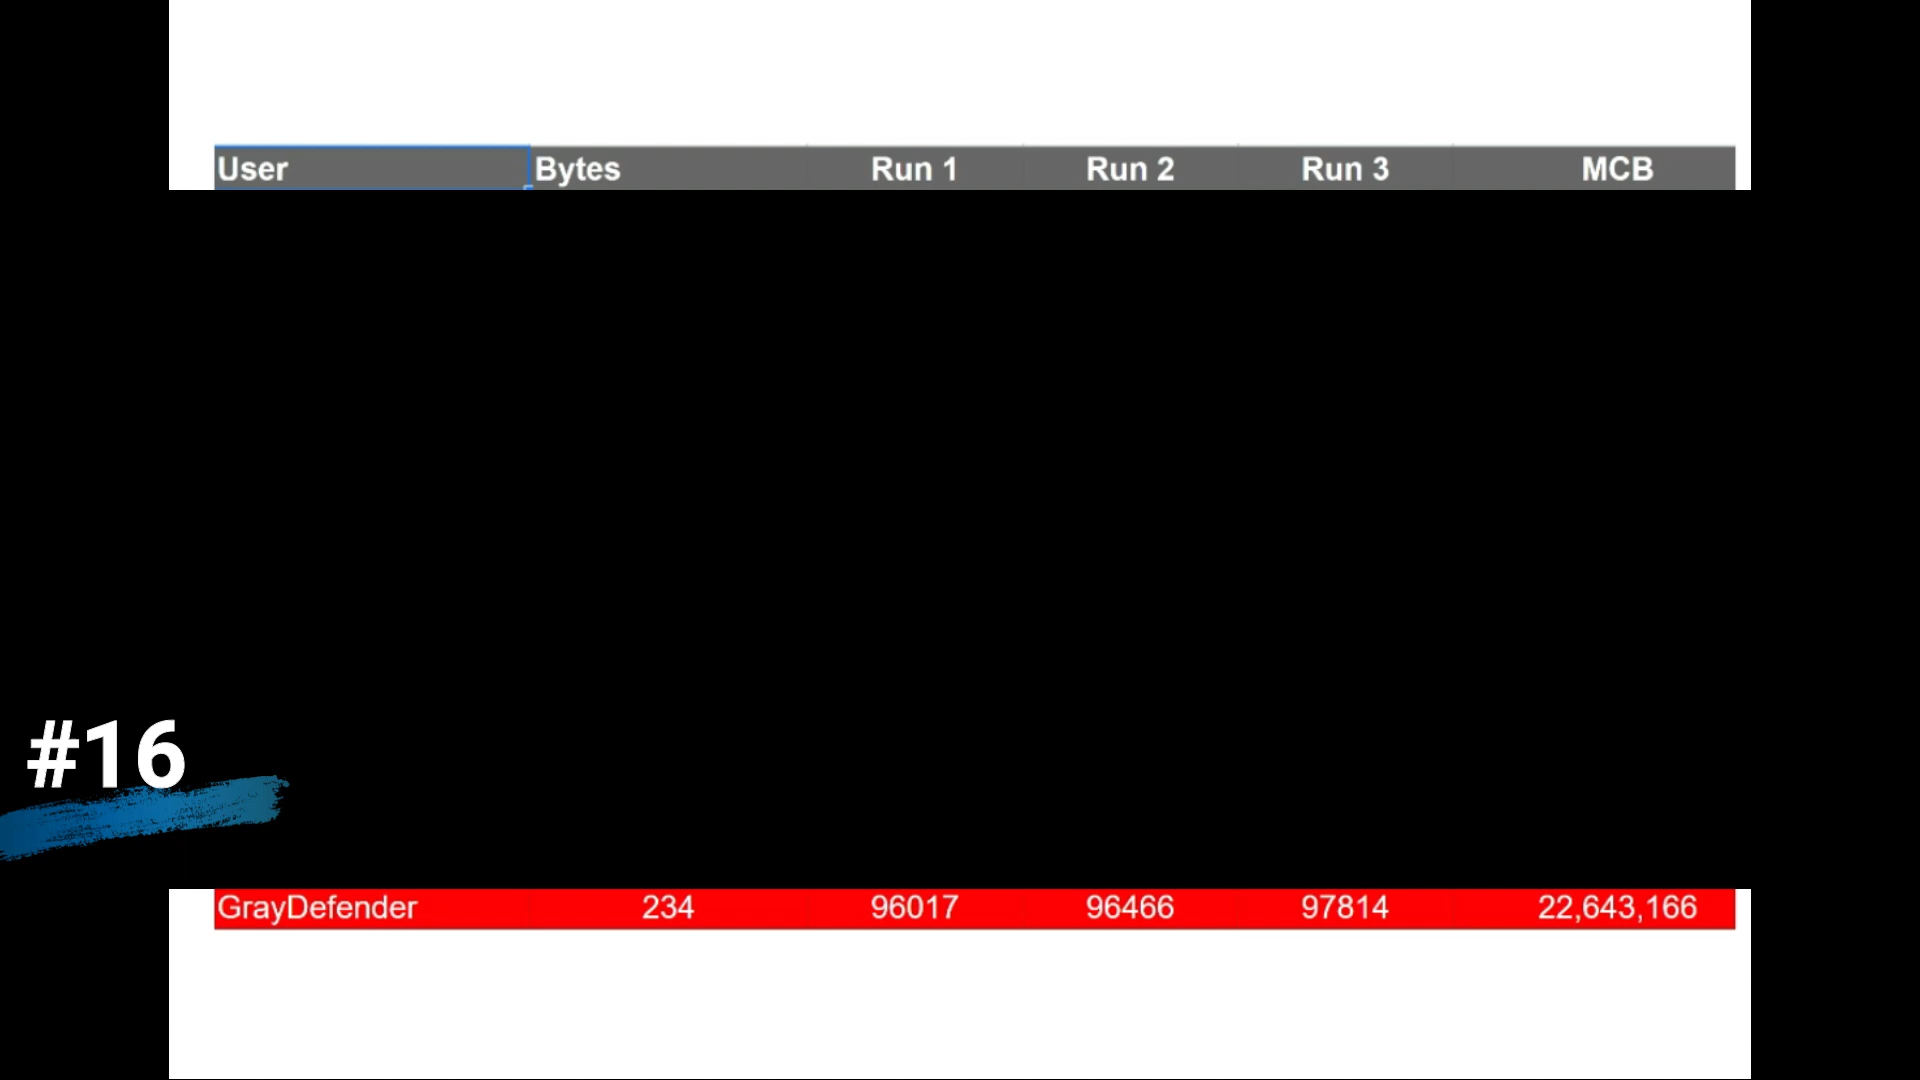 User Bytes Run 1 Run 2 Run 3 MCB
#16
GrayDefender 234 96017 96466 97814 22,643,166